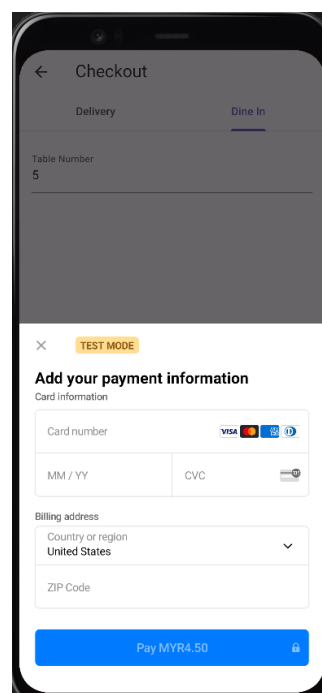 Checkout
Delivery
Dine In
Table Number
5
TEST MODE
Add your payment information
Card information
Card number
VISA
MM / YY
CVC
Billing address
Country or region
United States
ZIP Code
Pay MYR4.50